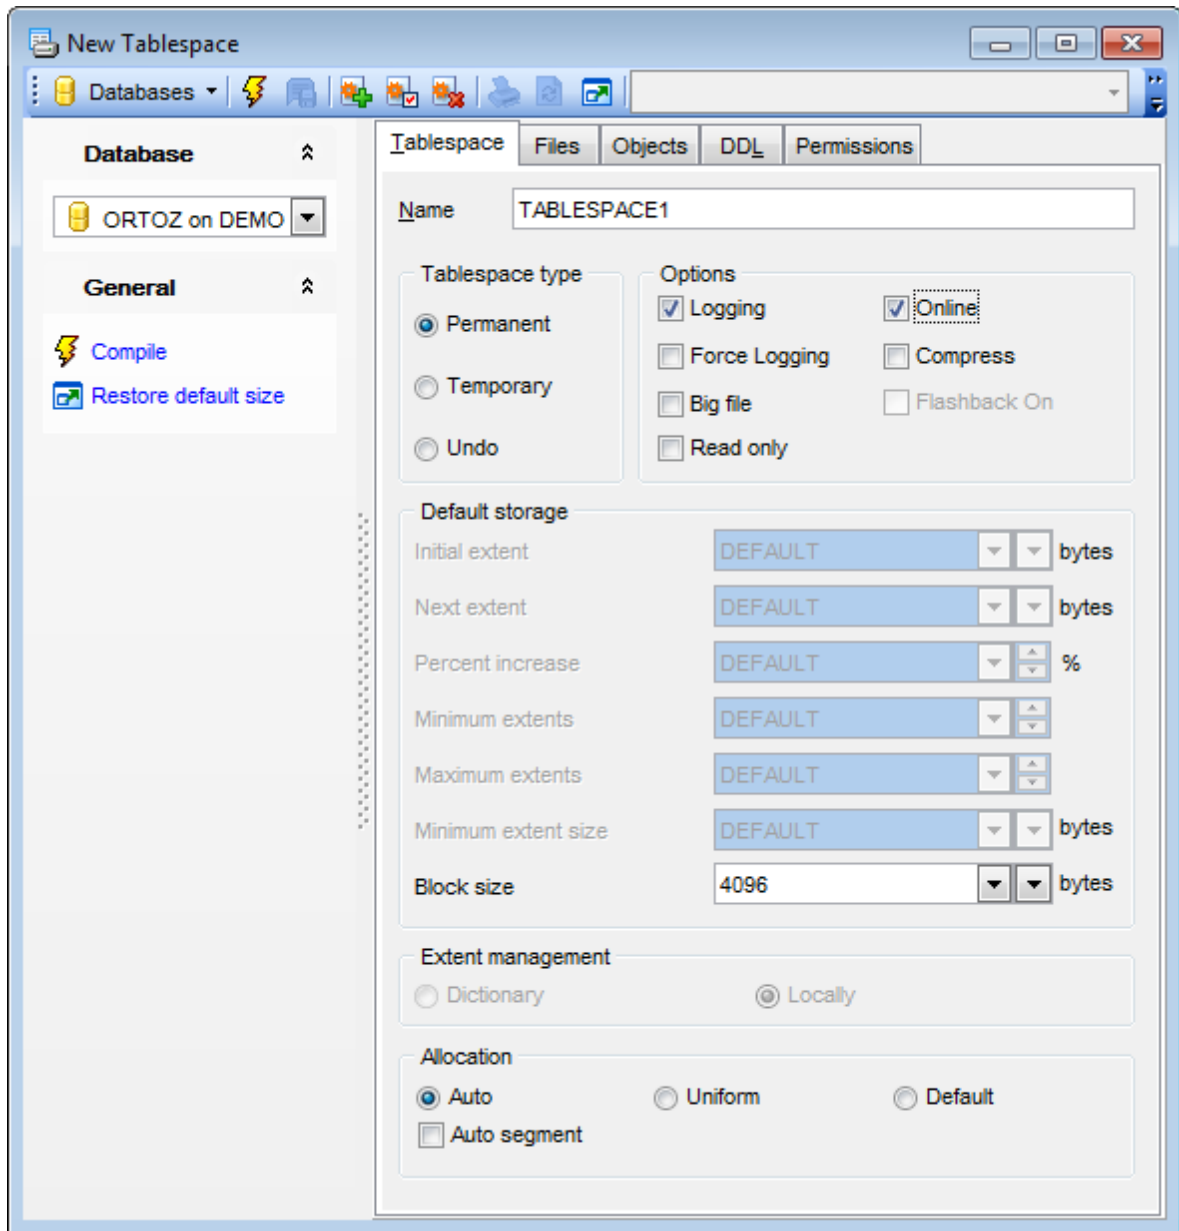 New Tablespace
Databases
Database
ORTOZ on DEMO
General
Compile
Restore default size
Tablespace Files Objects DDL Permissions
Name TABLESPACE1
Tablespace type
Permanent
Temporary
Undo
Options
Logging Online
Force Logging Compress
Big file Flashback On
Read only
Default storage
Initial extent DEFAULT bytes
Next extent DEFAULT bytes
Percent increase DEFAULT %
Minimum extents DEFAULT
Maximum extents DEFAULT
Minimum extent size DEFAULT bytes
Block size 4096 bytes
Extent management
Dictionary Locally
Allocation
Auto Uniform Default
Auto segment